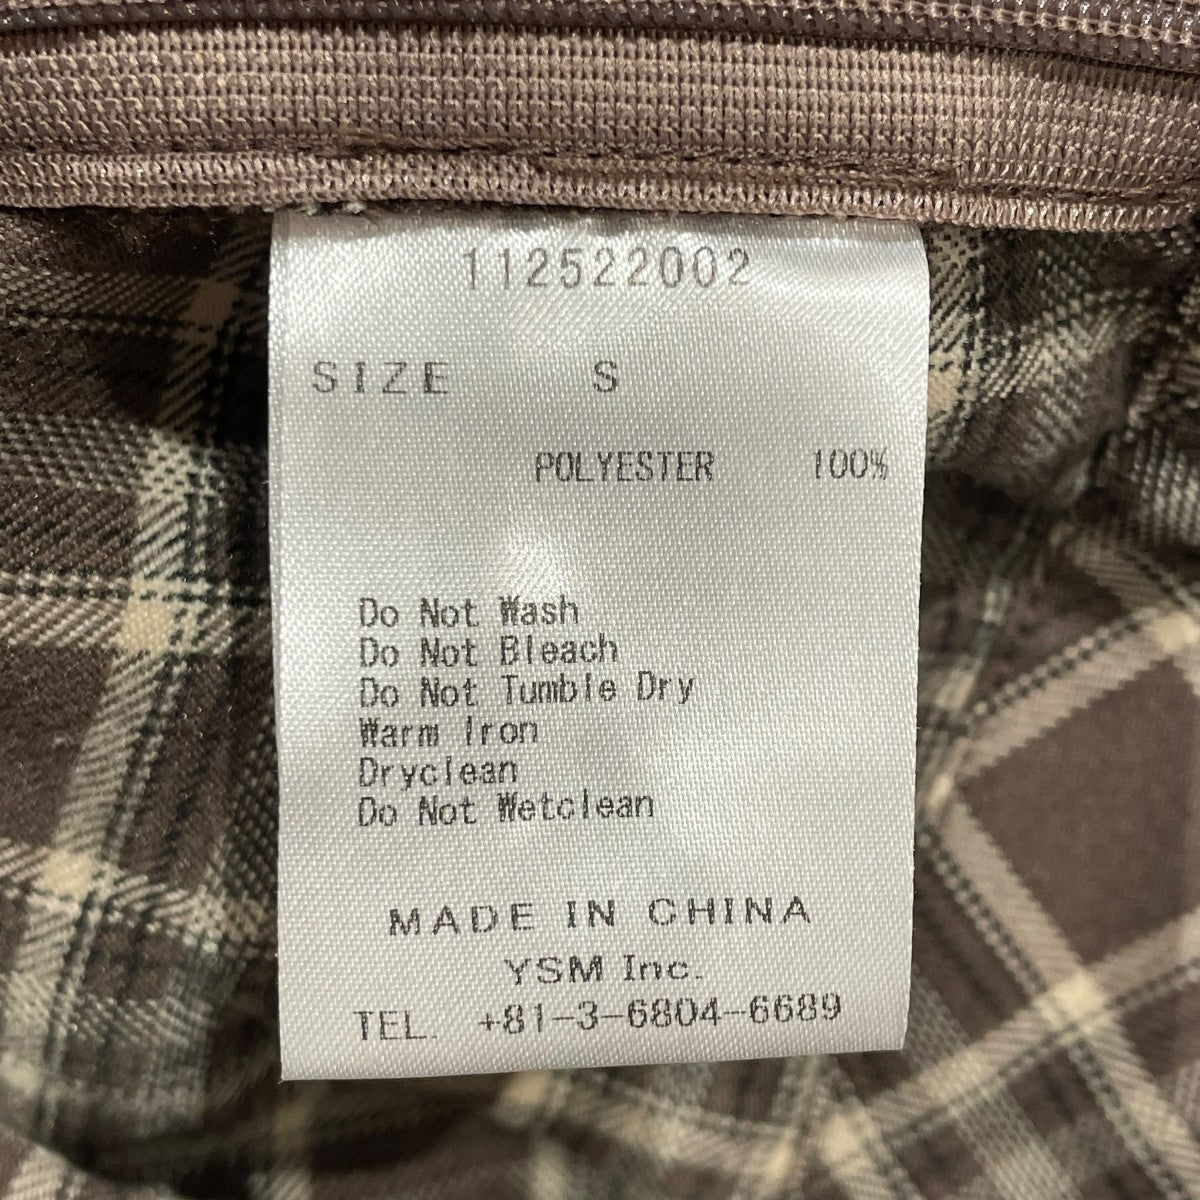 112522002
SIZE S
POLYESTER 100%
Do Not Wash
Do Not Bleach
Do Not Tumble Dry
Warm Iron
Dryclean
Do Not Wetclean
MADE IN CHINA
YSM Inc.
TEL. +81-3-6804-6689